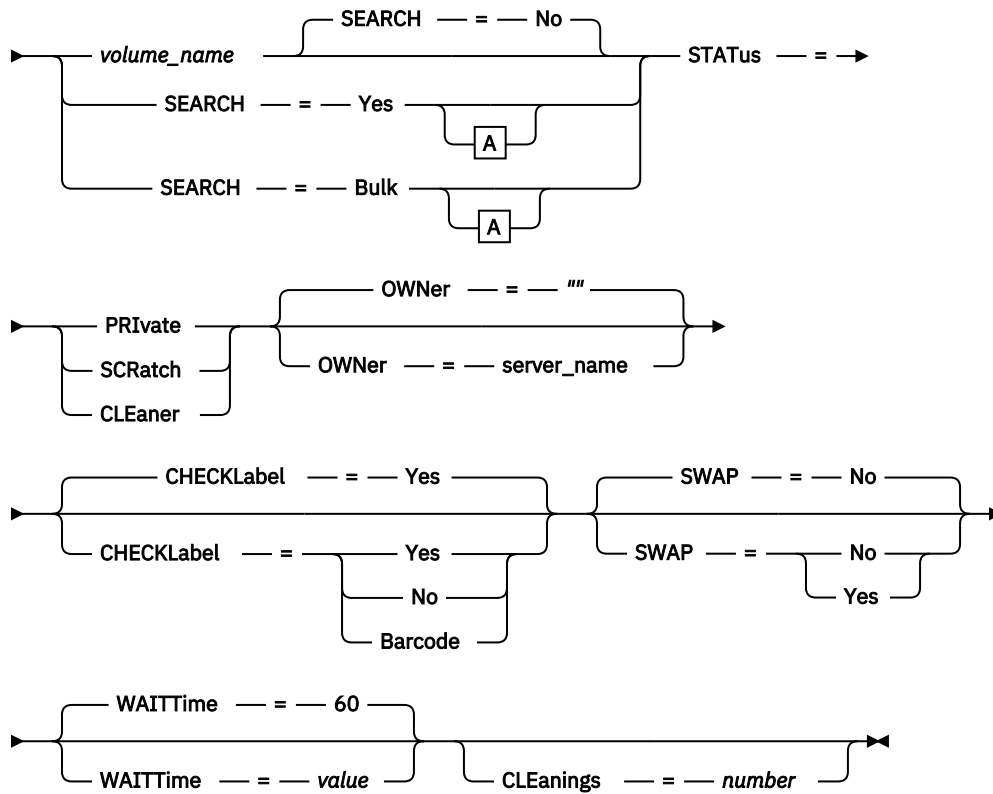 SEARCH = No
volume_name STATus =
SEARCH = Yes
A
SEARCH = Bulk
A
OWNer = ""
PRIvate
SCRatch OWNer = server_name
CLEaner
CHECKLabel = Yes SWAP = No
CHECKLabel = Yes SWAP = No
No Yes
Barcode
WAITTime = 60
WAITTime = value CLEanings = number